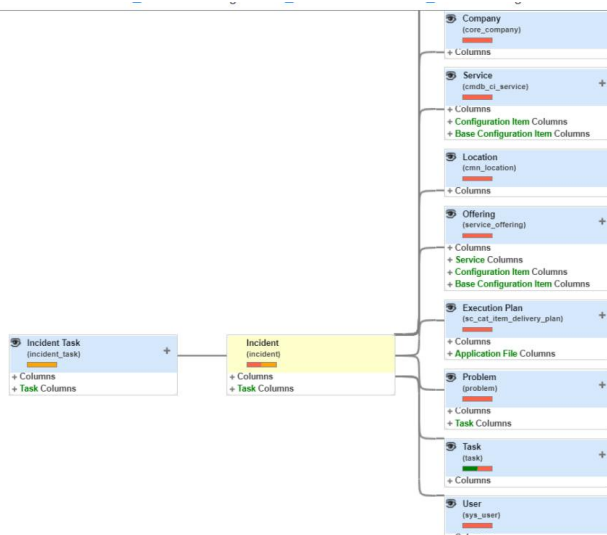 Company
(core_company)
+ Columns
Service
(cmdb_ci_service)
+
+ Columns
+ Configuration Item Columns
+ Base Configuration Item Columns
Location
(cmn_location)
+ Columns
Offering
(service_offering)
+
+ Columns
+ Service Columns
+ Configuration Item Columns
+ Base Configuration Item Columns
Execution Plan
(sc_cat_item_delivery_plan)
+
+ Columns
+ Application File Columns
Incident Task
(incident_task)
+
+ Columns
+ Task Columns
Incident
(incident)
+ Columns
+ Task Columns
Problem
(problem)
+
+ Columns
+ Task Columns
Task
(task)
+
+ Columns
User
(sys_user)